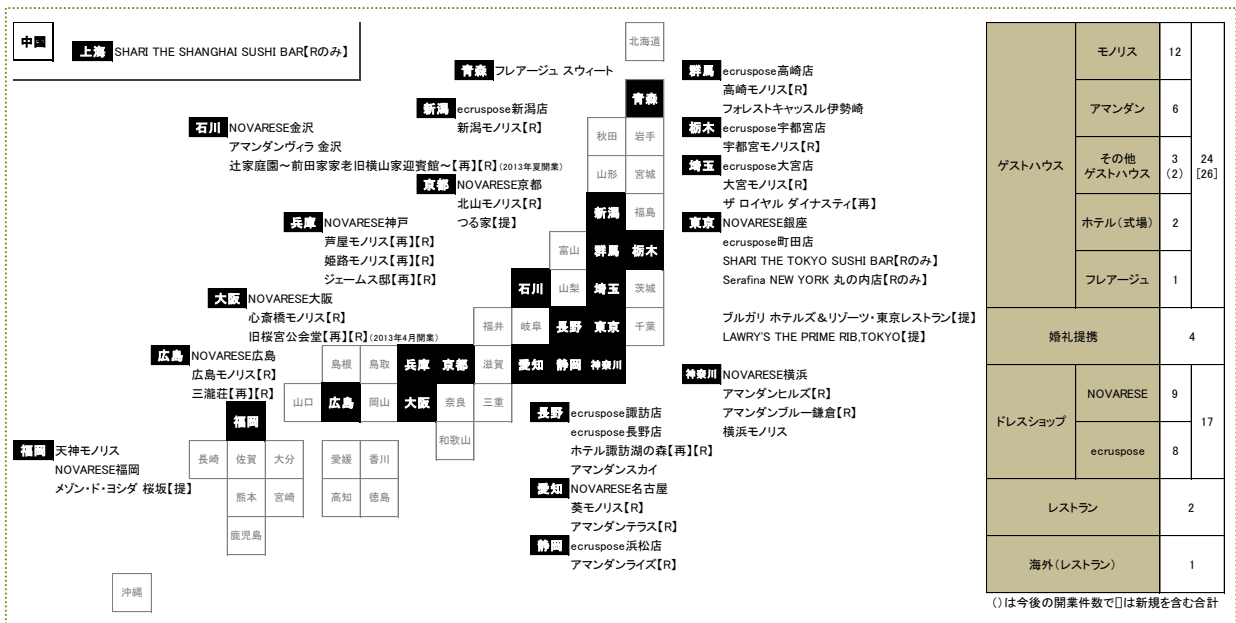 中国
上海 SHARI THE SHANGHAI SUSHI BAR【Rのみ】
北海道
青森 フレアージュ スウィート
新潟 ecruspose新潟店
新潟モノリス【R】
石川 NOVARESE金沢
アマンダンヴィラ 金沢
辻家庭園～前田家家老旧横山家迎賓館～【再】【R】(2013年夏開業)
京都 NOVARESE京都
北山モノリス【R】
つる家【提】
兵庫 NOVARESE神戸
芦屋モノリス【再】【R】
姫路モノリス【再】【R】
ジェームス邸【再】【R】
大阪 NOVARESE大阪
心斎橋モノリス【R】
旧桜宮公会堂【再】【R】(2013年4月開業)
広島 NOVARESE広島
広島モノリス【R】
三瀧荘【再】【R】
福岡 天神モノリス
NOVARESE福岡
メゾン・ド・ヨシダ 桜坂【提】
青森
秋田 岩手
山形 宮城
新潟 福島
富山 群馬 栃木
石川 山梨 埼玉 茨城
福井 岐阜 長野 東京 千葉
島根 鳥取 兵庫 京都 滋賀 愛知 静岡 神奈川
山口 広島 岡山 大阪 奈良 三重
福岡 和歌山
長崎 佐賀 大分 愛媛 香川
熊本 宮崎 高知 徳島
鹿児島
沖縄
群馬 ecruspose高崎店
高崎モノリス【R】
フォレストキャッスル伊勢崎
栃木 ecruspose宇都宮店
宇都宮モノリス【R】
埼玉 ecruspose大宮店
大宮モノリス【R】
ザ ロイヤル ダイナスティ【再】
東京 NOVARESE銀座
ecruspose町田店
SHARI THE TOKYO SUSHI BAR【Rのみ】
Serafina NEW YORK 丸の内店【Rのみ】
ブルガリ ホテルズ＆リゾーツ・東京レストラン【提】
LAWRY'S THE PRIME RIB,TOKYO【提】
神奈川 NOVARESE横浜
アマンダンヒルズ【R】
アマンダンブルー鎌倉【R】
横浜モノリス
長野 ecruspose諏訪店
ecruspose長野店
ホテル諏訪湖の森【再】【R】
アマンダンスカイ
愛知 NOVARESE名古屋
葵モノリス【R】
アマンダンテラス【R】
静岡 ecruspose浜松店
アマンダンライズ【R】
ゲストハウス
モノリス 12
アマンダン 6
その他
ゲストハウス
3
(2)
ホテル(式場) 2
フレアージュ 1
24
[26]
婚礼提携 4
ドレスショップ
NOVARESE 9
ecruspose 8
17
レストラン 2
海外(レストラン) 1
()は今後の開業件数で[]は新規を含む合計